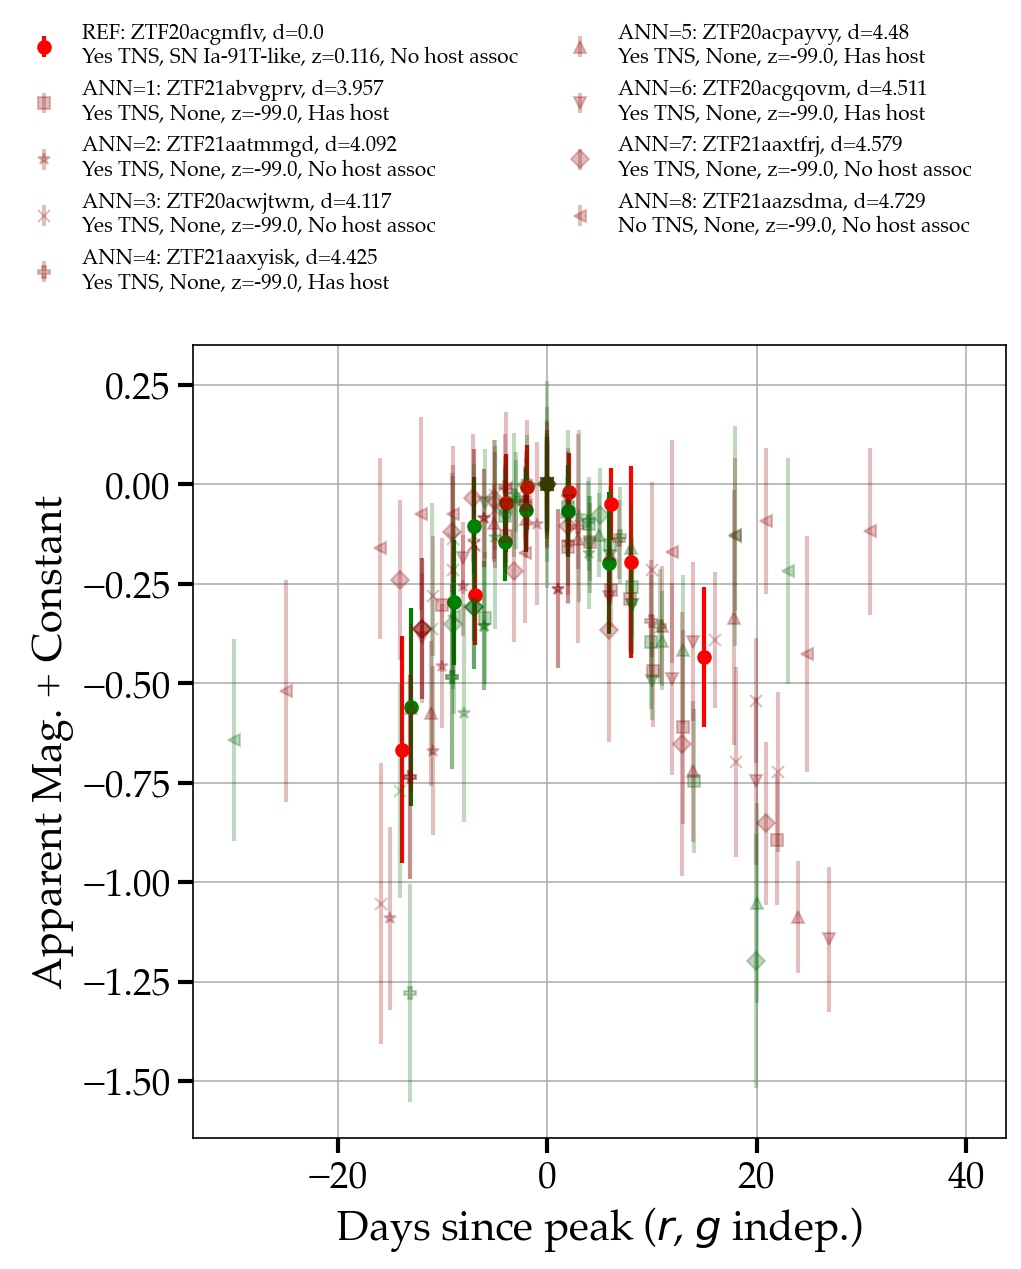 REF: ZTF20acgmflv, d=0.0
Yes TNS, SN Ia-91T-like, z=0.116, No host assoc
ANN=1: ZTF21abvgprv, d=3.957
Yes TNS, None, z=-99.0, Has host
ANN=2: ZTF21aatmmgd, d=4.092
Yes TNS, None, z=-99.0, No host assoc
ANN=3: ZTF20acwjtwm, d=4.117
Yes TNS, None, z=-99.0, No host assoc
ANN=4: ZTF21aaxyisk, d=4.425
Yes TNS, None, z=-99.0, Has host
ANN=5: ZTF20acpayvy, d=4.48
Yes TNS, None, z=-99.0, Has host
ANN=6: ZTF20acgqovm, d=4.511
Yes TNS, None, z=-99.0, Has host
ANN=7: ZTF21aaxtfrj, d=4.579
Yes TNS, None, z=-99.0, No host assoc
ANN=8: ZTF21aazsdma, d=4.729
No TNS, None, z=-99.0, No host assoc
Apparent Mag. + Constant
0.25
0.00
−0.25
−0.50
−0.75
−1.00
−1.25
−1.50
−20
0
20
40
Days since peak (r, g indep.)